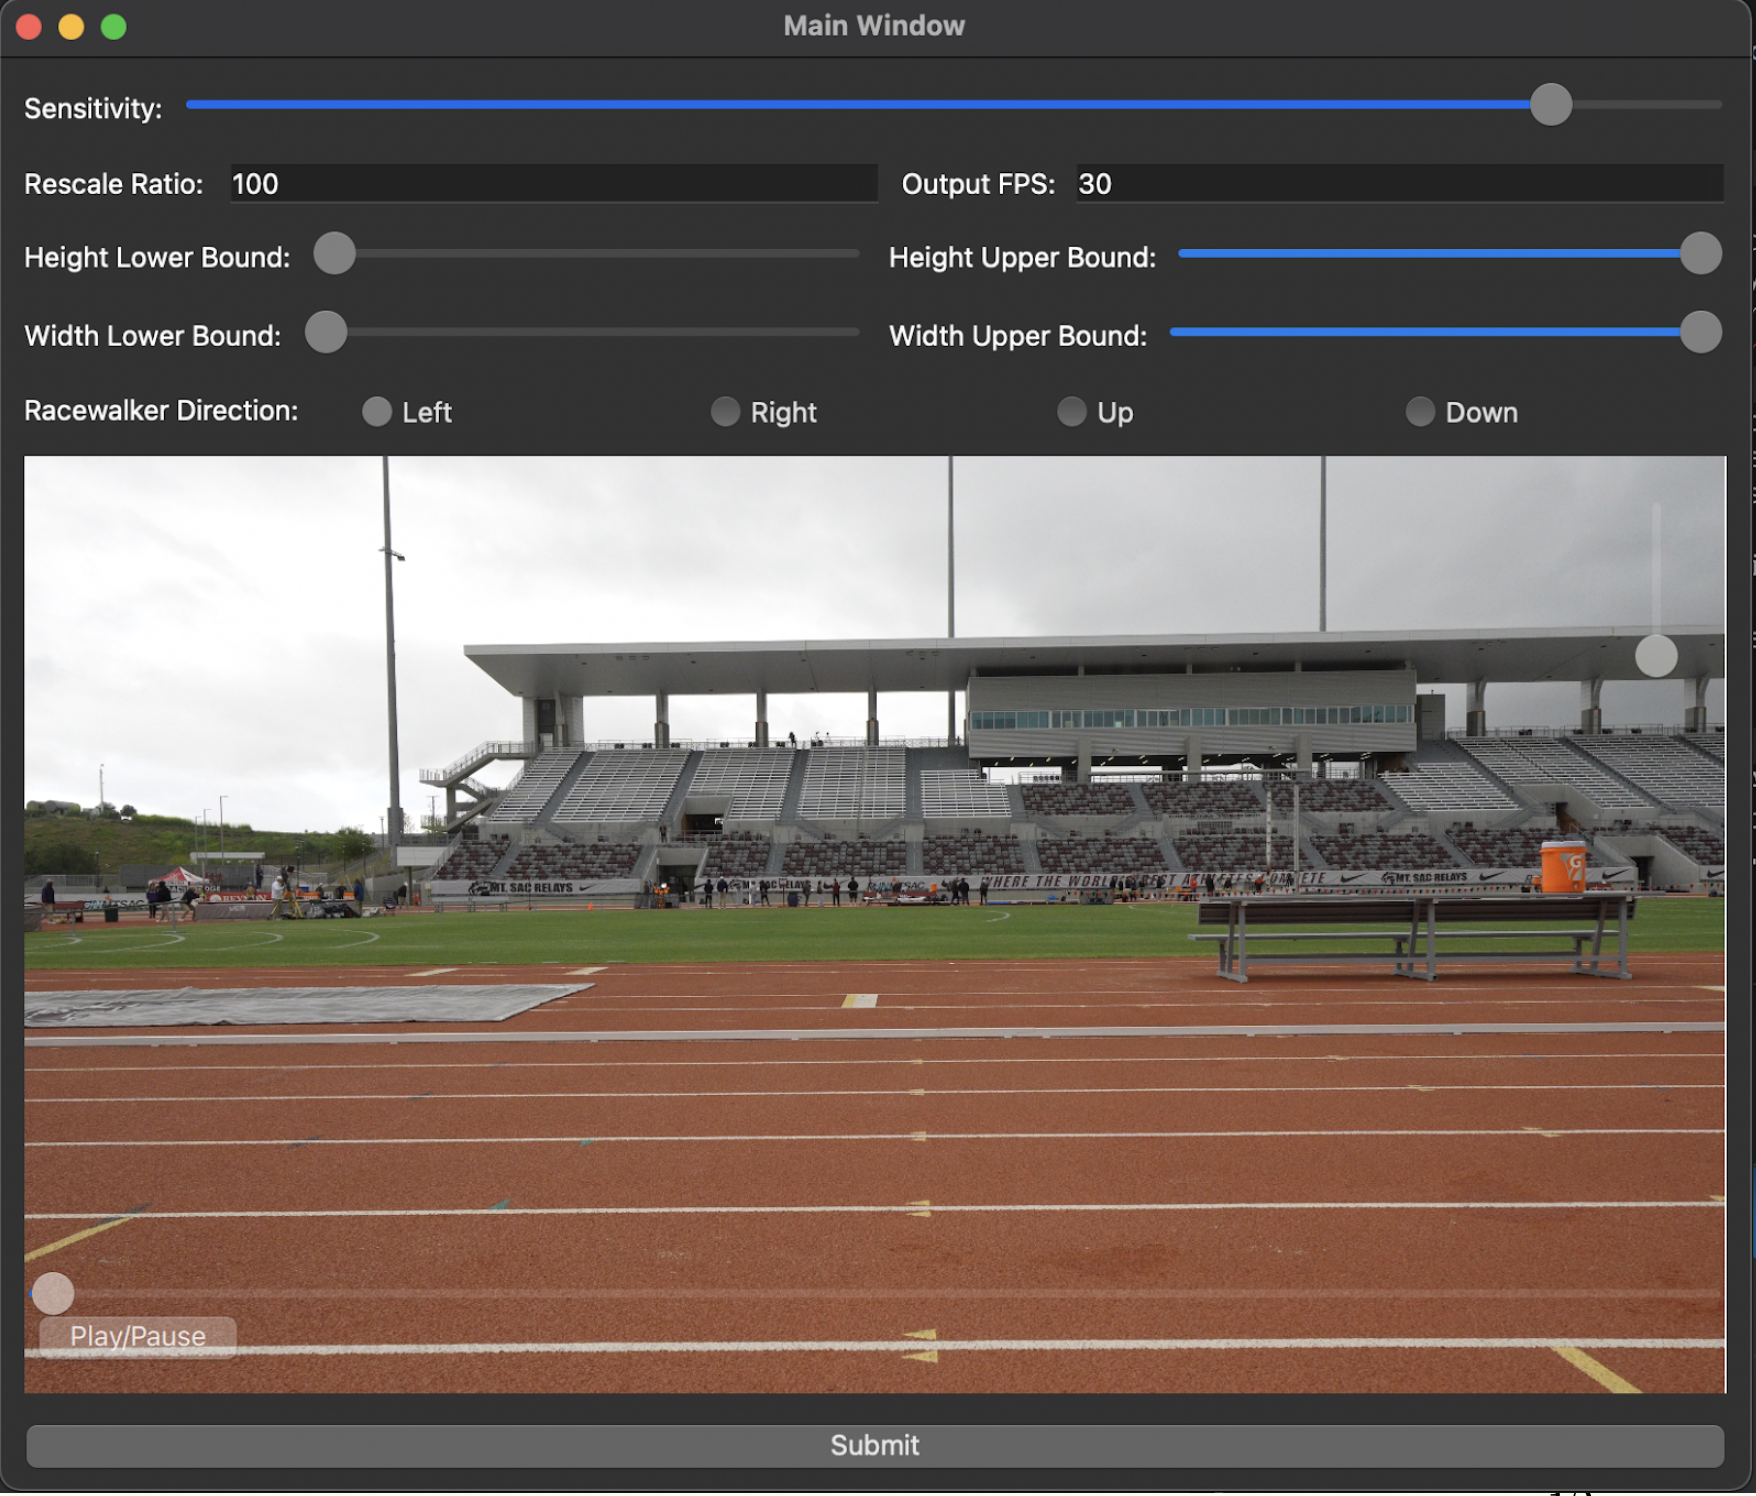 Main Window
Sensitivity:
Rescale Ratio: 100 Output FPS: 30
Height Lower Bound: Height Upper Bound:
Width Lower Bound: Width Upper Bound:
Racewalker Direction: Left Right Up Down
MT. SAC RELAYS WHERE THE WORLD'S BEST ATHLETES COMPETE MT. SAC RELAYS
G
Play/Pause
Submit